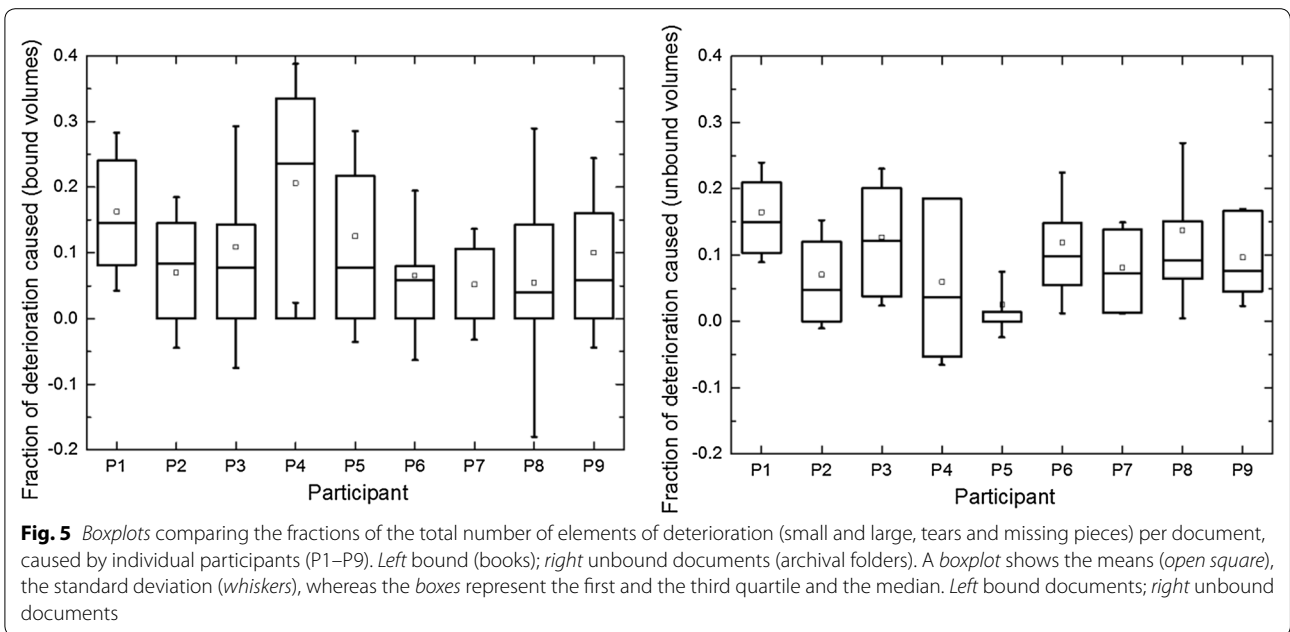 Fraction of deterioration caused (bound volumes)
0.4
0.3
0.2
0.1
0.0
-0.1
-0.2
P1 P2 P3 P4 P5 P6 P7 P8 P9
Participant
Fraction of deterioration caused (unbound volumes)
0.4
0.3
0.2
0.1
0.0
-0.1
-0.2
P1 P2 P3 P4 P5 P6 P7 P8 P9
Participant
Fig. 5 Boxplots comparing the fractions of the total number of elements of deterioration (small and large, tears and missing pieces) per document,
caused by individual participants (P1–P9). Left bound (books); right unbound documents (archival folders). A boxplot shows the means (open square),
the standard deviation (whiskers), whereas the boxes represent the first and the third quartile and the median. Left bound documents; right unbound
documents